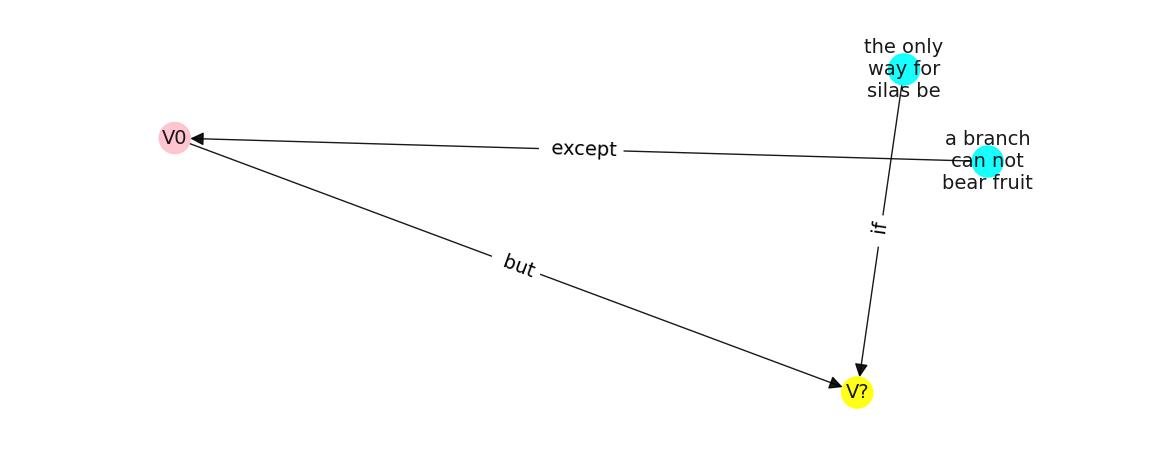 the only
way for
silas be
V0
a branch
can not
bear fruit
except
if
but
V?